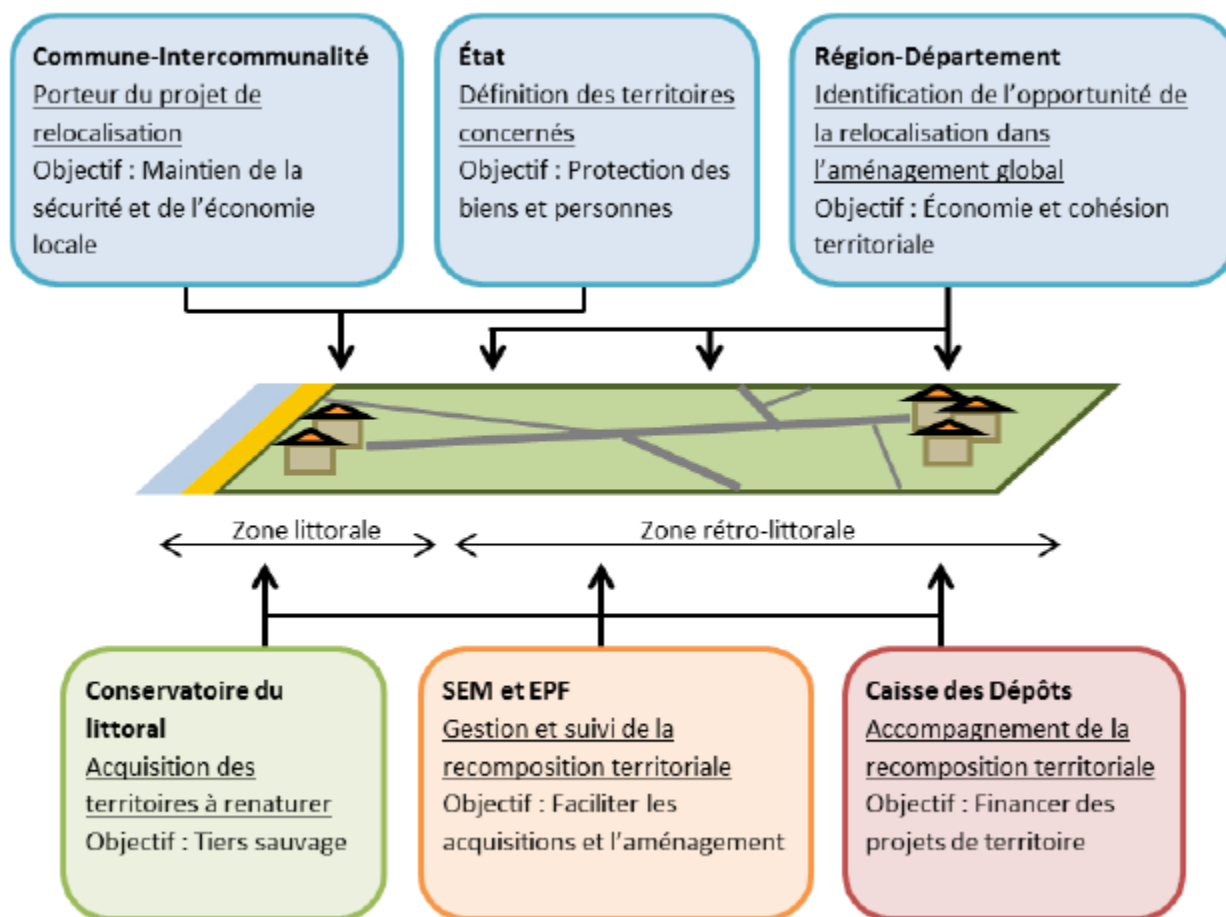 Commune-Intercommunalité
Porteur du projet de
relocalisation
Objectif : Maintien de la
sécurité et de l'économie
locale
État
Définition des territoires
concernés
Objectif : Protection des
biens et personnes
Région-Département
Identification de l'opportunité de
la relocalisation dans
l'aménagement global
Objectif : Économie et cohésion
territoriale
Zone littorale
Zone rétro-littorale
Conservatoire du
littoral
Acquisition des
territoires à renaturer
Objectif : Tiers sauvage
SEM et EPF
Gestion et suivi de la
recomposition territoriale
Objectif : Faciliter les
acquisitions et l'aménagement
Caisse des Dépôts
Accompagnement de la
recomposition territoriale
Objectif : Financer des
projets de territoire